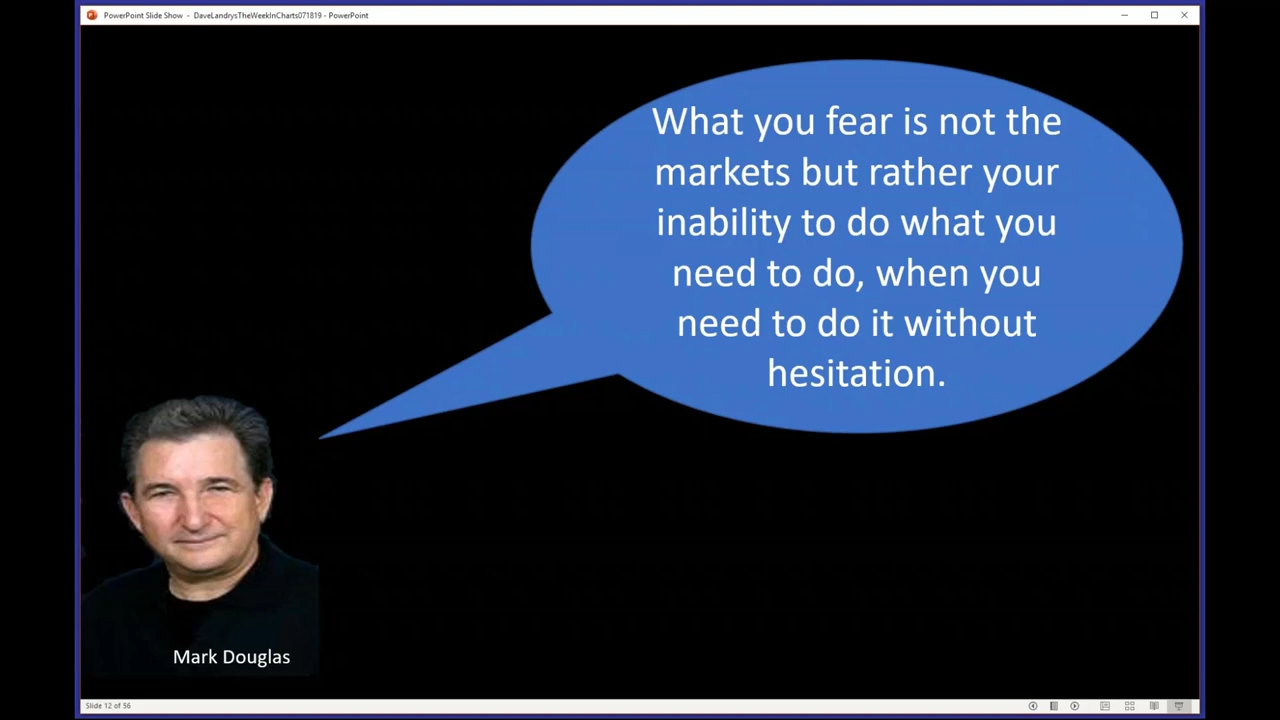 PowerPoint Slide Show - DaveLandrysTheWeekInCharts071819 - PowerPoint
What you fear is not the
markets but rather your
inability to do what you
need to do, when you
need to do it without
hesitation.
Mark Douglas
Slide 12 of 56